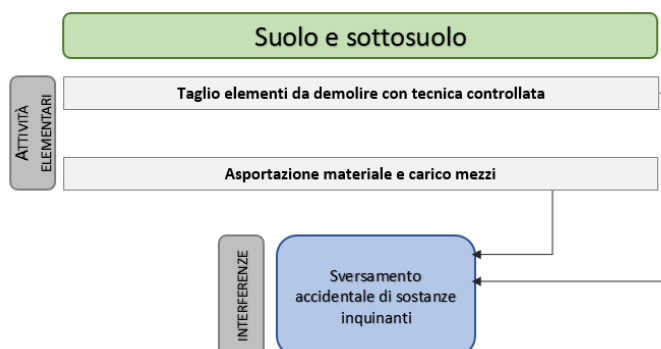 Suolo e sottosuolo
ATTIVITÀ
ELEMENTARI
Taglio elementi da demolire con tecnica controllata
Asportazione materiale e carico mezzi
INTERFERENZE
Sversamento
accidentale di sostanze
inquinanti